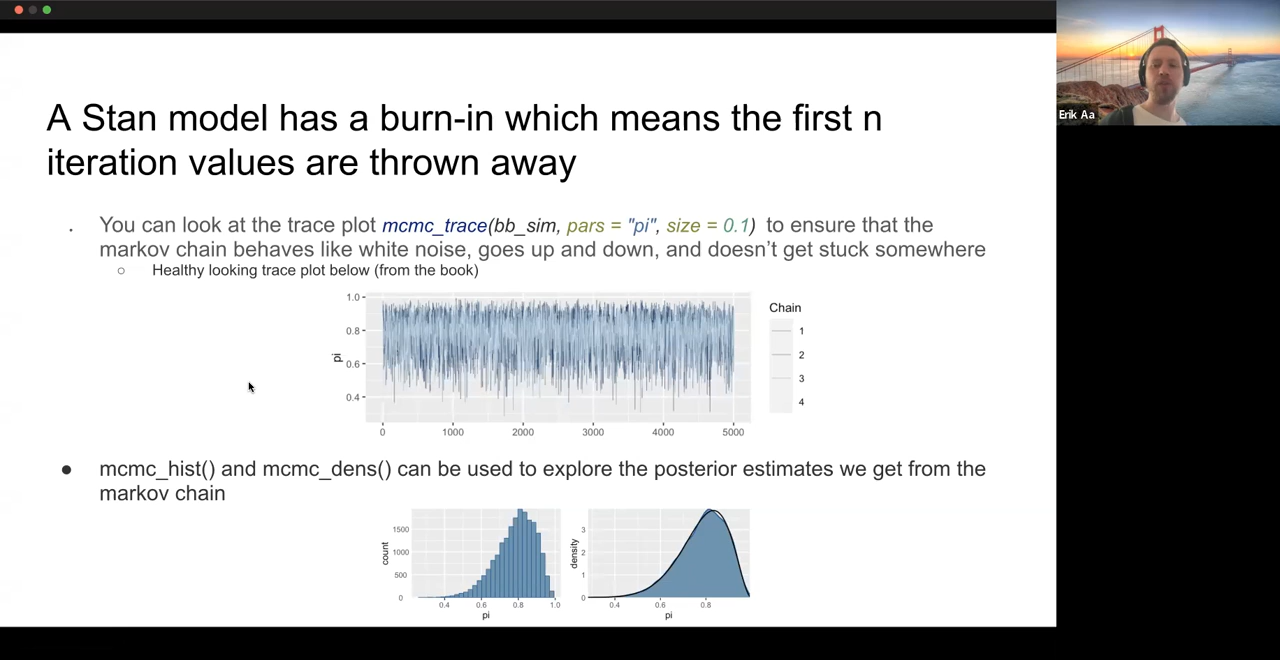 A Stan model has a burn-in which means the first n
iteration values are thrown away
You can look at the trace plot mcmc_trace(bb_sim, pars = "pi", size = 0.1) to ensure that the
markov chain behaves like white noise, goes up and down, and doesn't get stuck somewhere
Healthy looking trace plot below (from the book)
1.0
0.8
0.6
0.4
pi
0 1000 2000 3000 4000 5000
Chain
1
2
3
4
mcmc_hist() and mcmc_dens() can be used to explore the posterior estimates we get from the
markov chain
count
1500
1000
500
0
0.4 0.6 0.8 1.0
pi
density
3
2
1
0
0.4 0.6 0.8
pi
Erik Aa